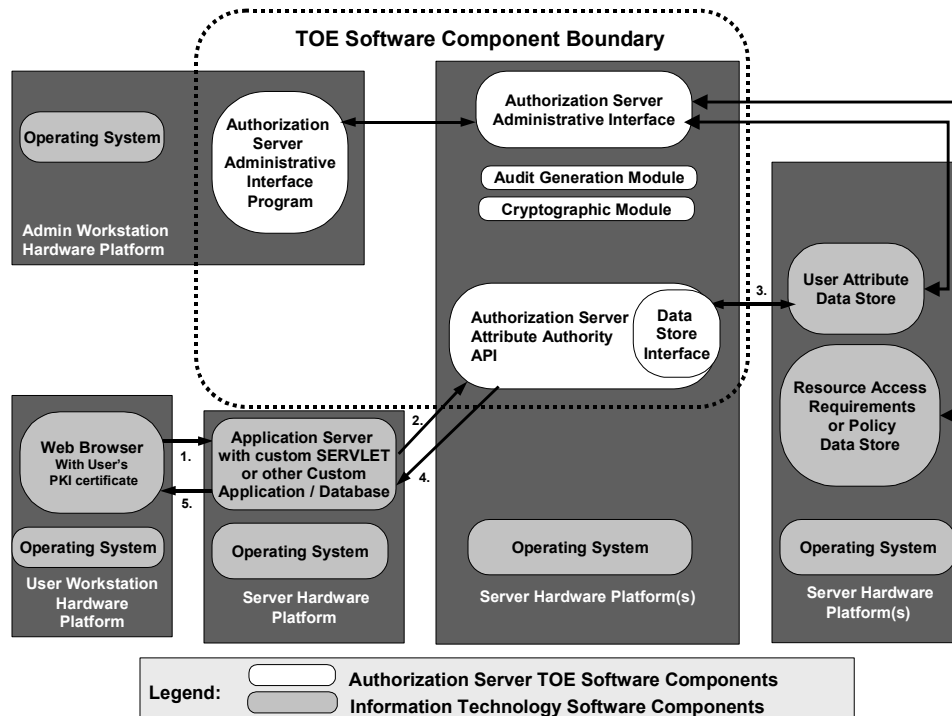 TOE Software Component Boundary
Operating System
Admin Workstation
Hardware Platform
Authorization
Server
Administrative
Interface
Program
Authorization Server
Administrative Interface
Audit Generation Module
Cryptographic Module
Authorization Server
Attribute Authority
API
Data
Store
Interface
3.
User Attribute
Data Store
Resource Access
Requirements
or Policy
Data Store
Operating System
Server Hardware
Platform(s)
Web Browser
With User's
PKI certificate
Operating System
User Workstation
Hardware
Platform
1.
5.
Application Server
with custom SERVLET
or other Custom
Application / Database
Operating System
Server Hardware
Platform
2.
4.
Operating System
Server Hardware Platform(s)
Legend:
Authorization Server TOE Software Components
Information Technology Software Components